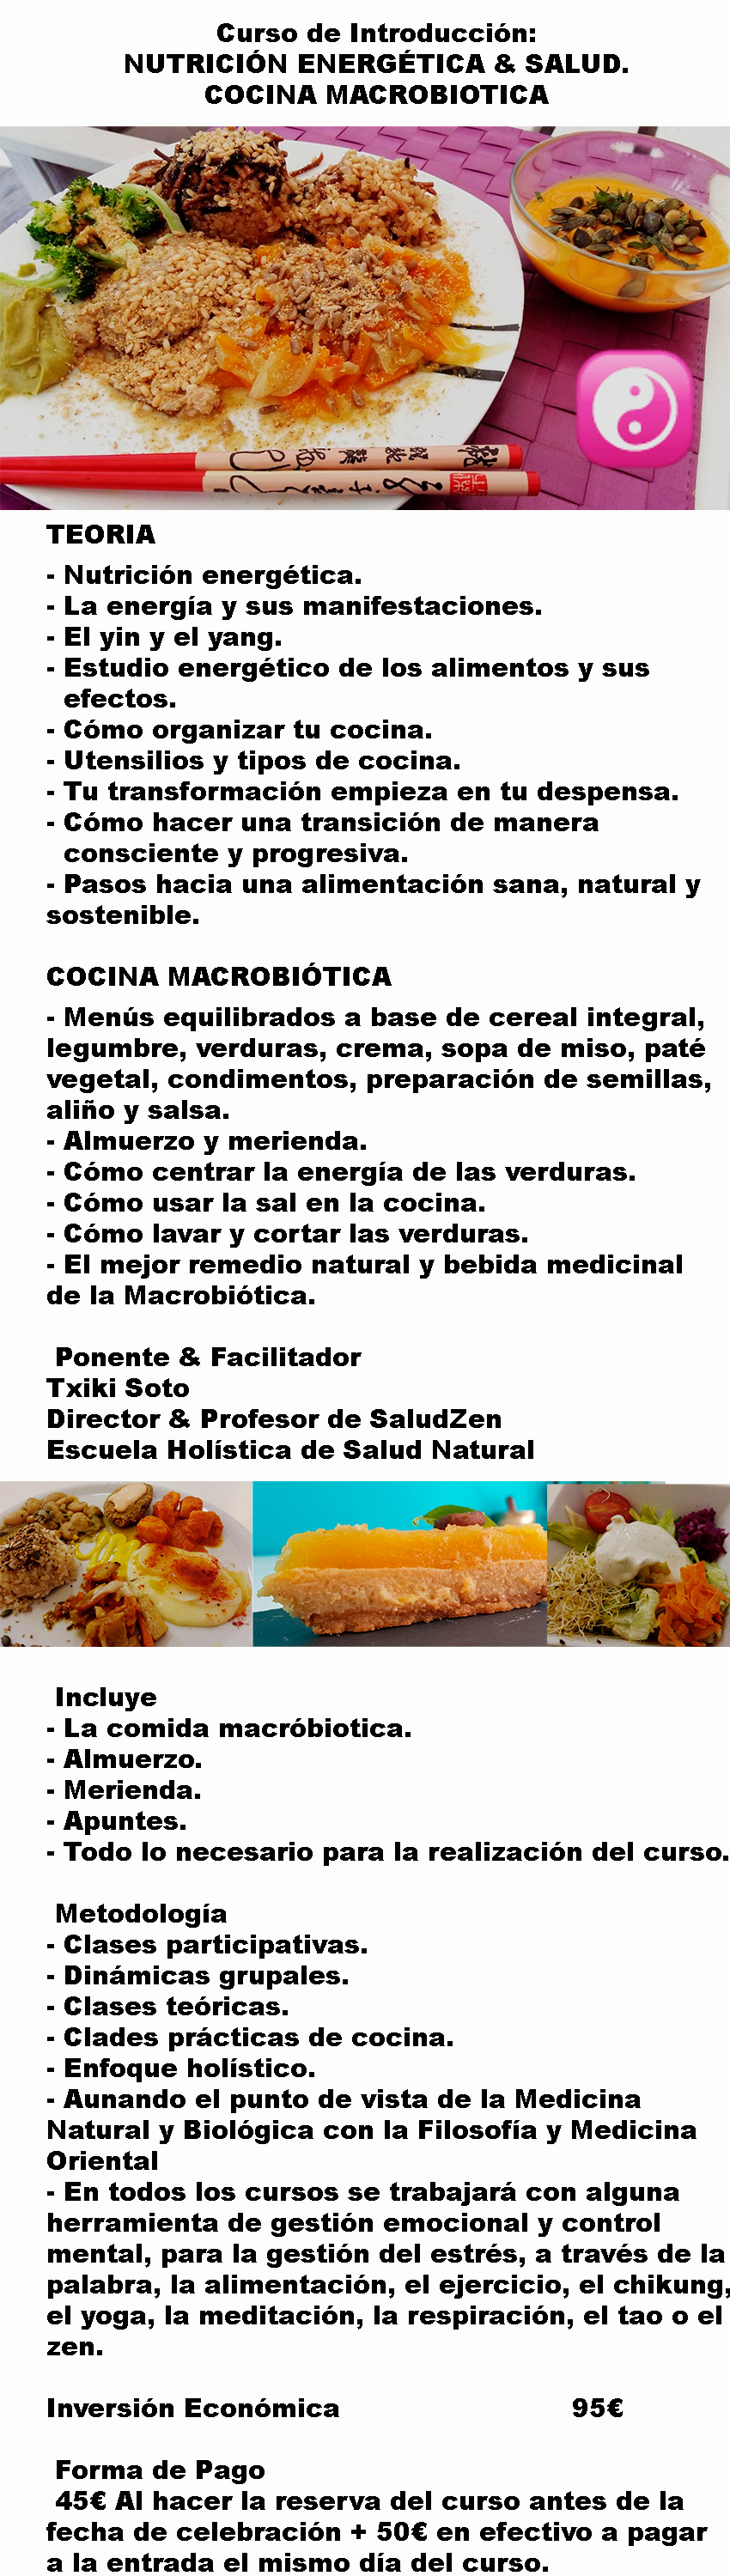 Curso de Introducción:
NUTRICIÓN ENERGÉTICA & SALUD.
COCINA MACROBIOTICA
TEORIA
- Nutrición energética.
- La energía y sus manifestaciones.
- El yin y el yang.
- Estudio energético de los alimentos y sus
efectos.
- Cómo organizar tu cocina.
- Utensilios y tipos de cocina.
- Tu transformación empieza en tu despensa.
- Cómo hacer una transición de manera
consciente y progresiva.
- Pasos hacia una alimentación sana, natural y
sostenible.
COCINA MACROBIÓTICA
- Menús equilibrados a base de cereal integral,
legumbre, verduras, crema, sopa de miso, paté
vegetal, condimentos, preparación de semillas,
aliño y salsa.
- Almuerzo y merienda.
- Cómo centrar la energía de las verduras.
- Cómo usar la sal en la cocina.
- Cómo lavar y cortar las verduras.
- El mejor remedio natural y bebida medicinal
de la Macrobiótica.
Ponente & Facilitador
Txiki Soto
Director & Profesor de SaludZen
Escuela Holística de Salud Natural
Incluye
- La comida macróbiotica.
- Almuerzo.
- Merienda.
- Apuntes.
- Todo lo necesario para la realización del curso.
Metodología
- Clases participativas.
- Dinámicas grupales.
- Clases teóricas.
- Clades prácticas de cocina.
- Enfoque holístico.
- Aunando el punto de vista de la Medicina
Natural y Biológica con la Filosofía y Medicina
Oriental
- En todos los cursos se trabajará con alguna
herramienta de gestión emocional y control
mental, para la gestión del estrés, a través de la
palabra, la alimentación, el ejercicio, el chikung,
el yoga, la meditación, la respiración, el tao o el
zen.
Inversión Económica 95€
Forma de Pago
45€ Al hacer la reserva del curso antes de la
fecha de celebración + 50€ en efectivo a pagar
a la entrada el mismo día del curso.